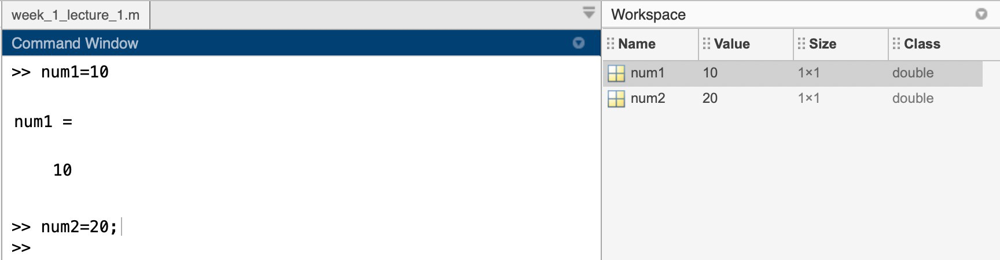 week_1_lecture_1.m
Command Window
>> num1=10
num1 =
10
>> num2=20;
>>
Workspace
Name Value Size Class
num1 10 1×1 double
num2 20 1×1 double